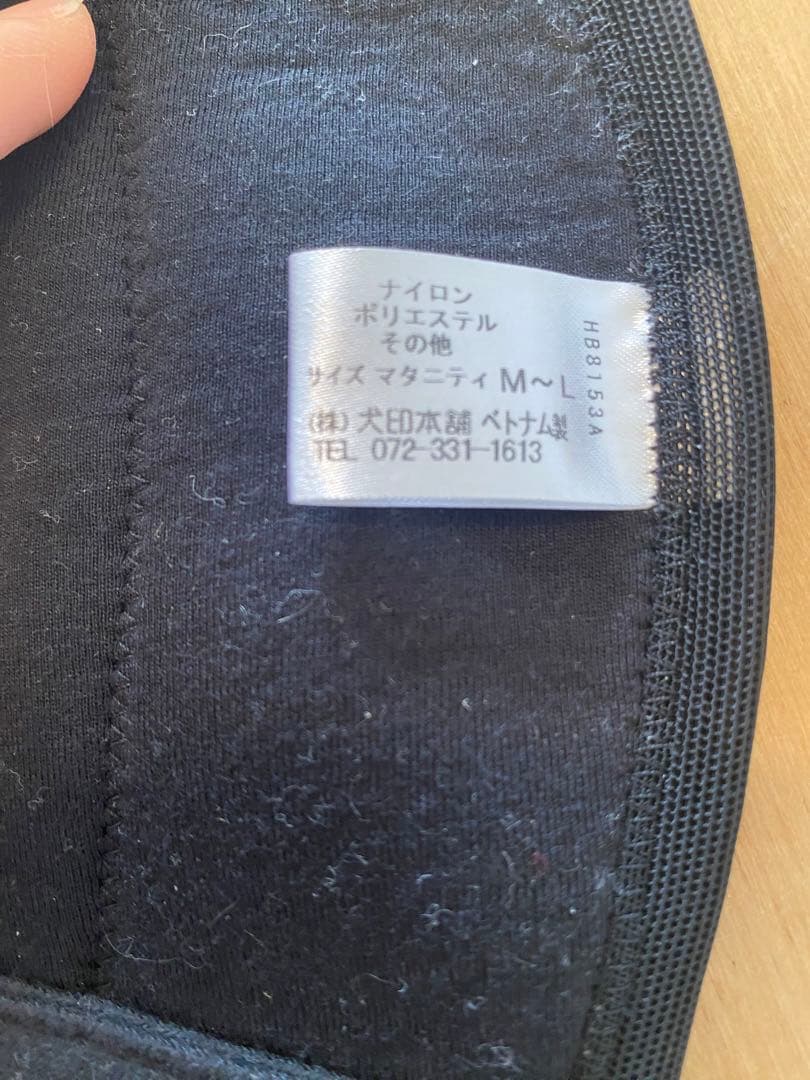 ナイロン
ポリエステル
その他
サイズ マタニティ M～L
(株) 犬印本舗 ベトナム製
TEL 072-331-1613
HB8153A